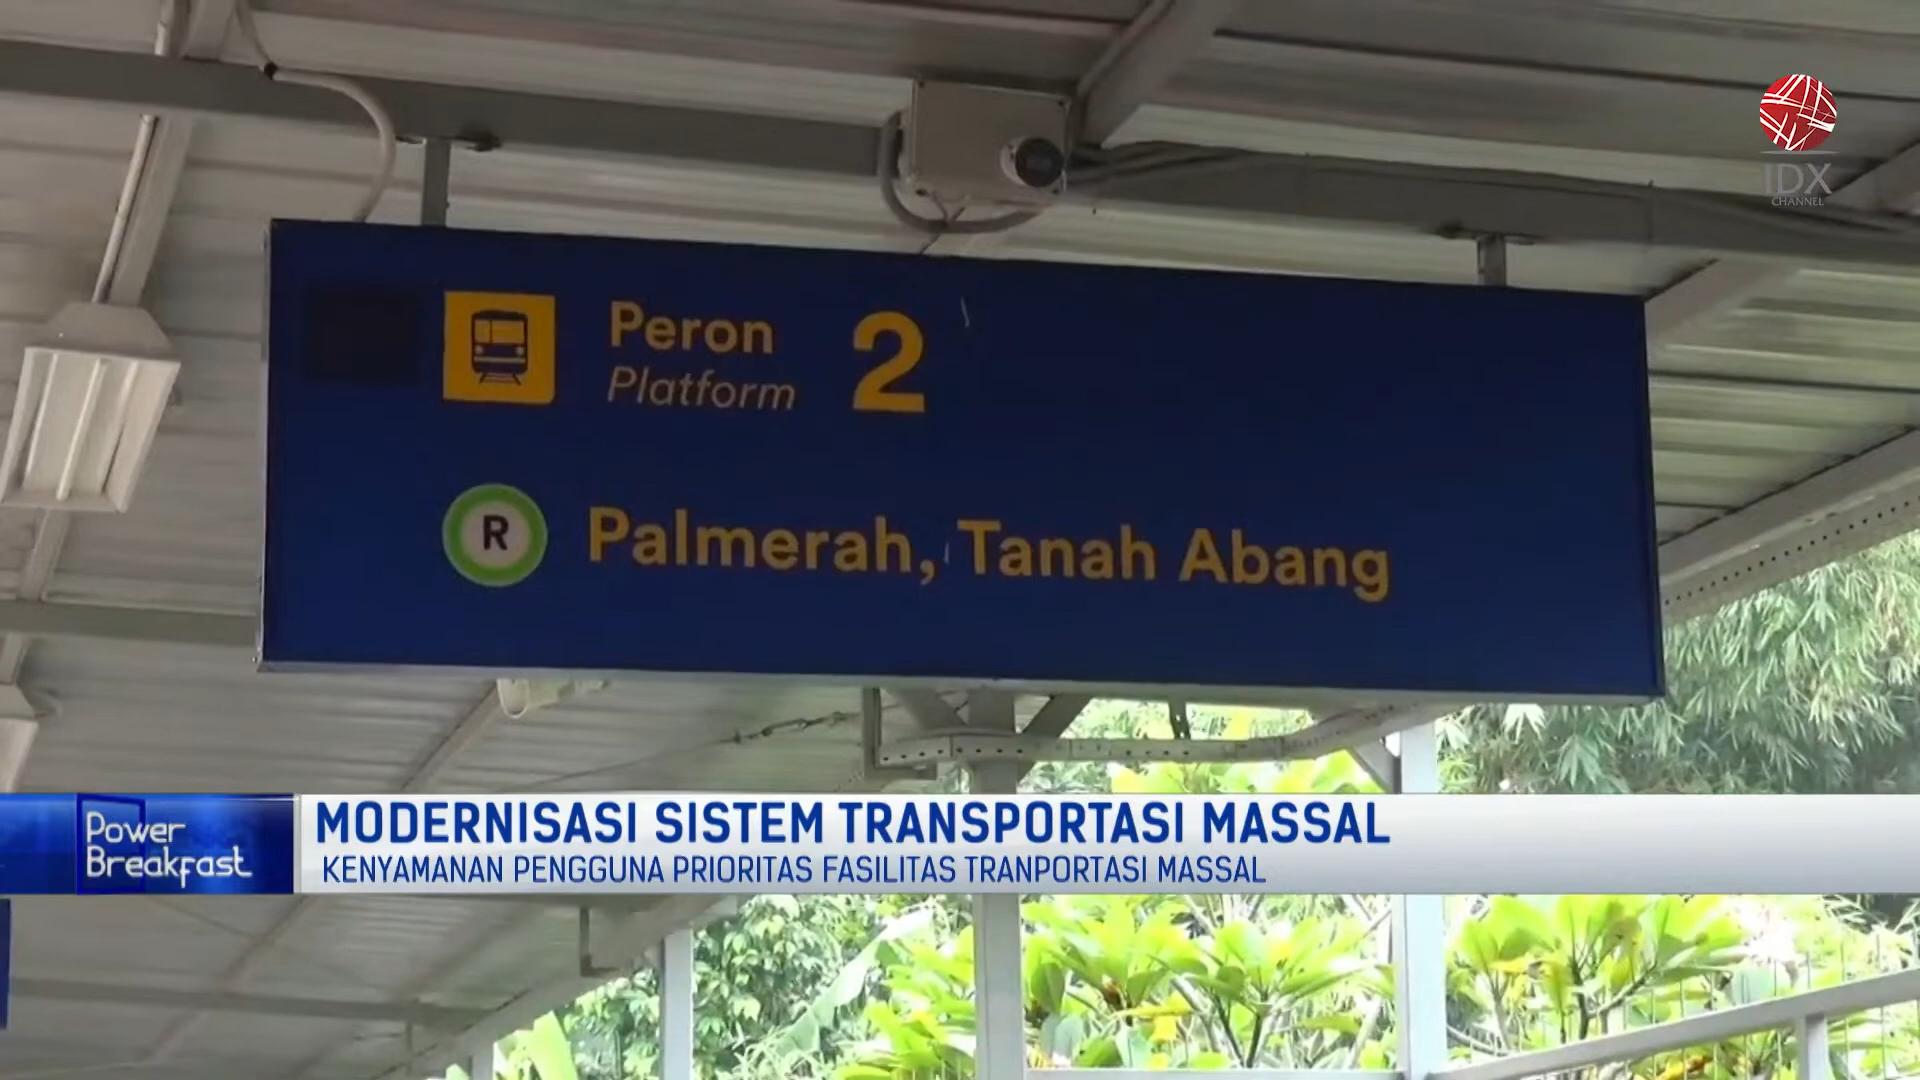 IDX
CHANNEL
Peron 2
Platform
R Palmerah, Tanah Abang
Power
Breakfast
MODERNISASI SISTEM TRANSPORTASI MASSAL
KENYAMANAN PENGGUNA PRIORITAS FASILITAS TRANPORTASI MASSAL